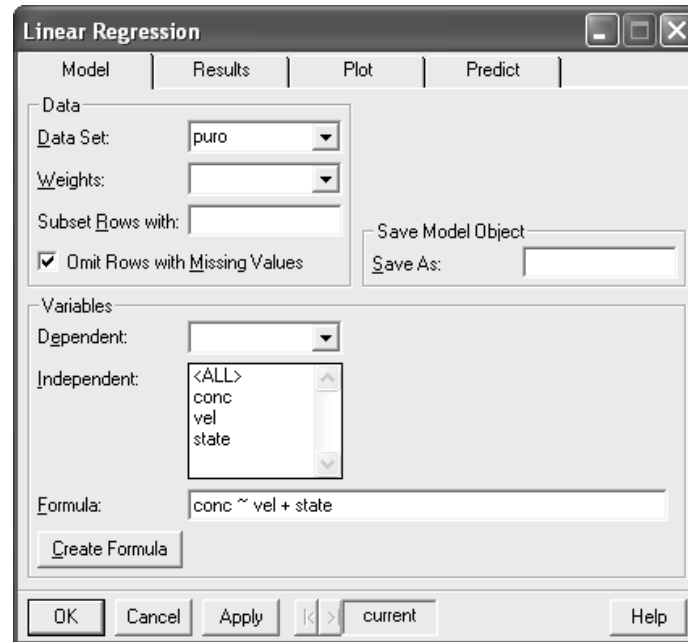 Linear Regression
Model Results Plot Predict
Data
Data Set: puro
Weights:
Subset Rows with:
Omit Rows with Missing Values
Save Model Object
Save As:
Variables
Dependent:
Independent: <ALL>
conc
vel
state
Formula: conc ~ vel + state
Create Formula
OK Cancel Apply |< >| current Help